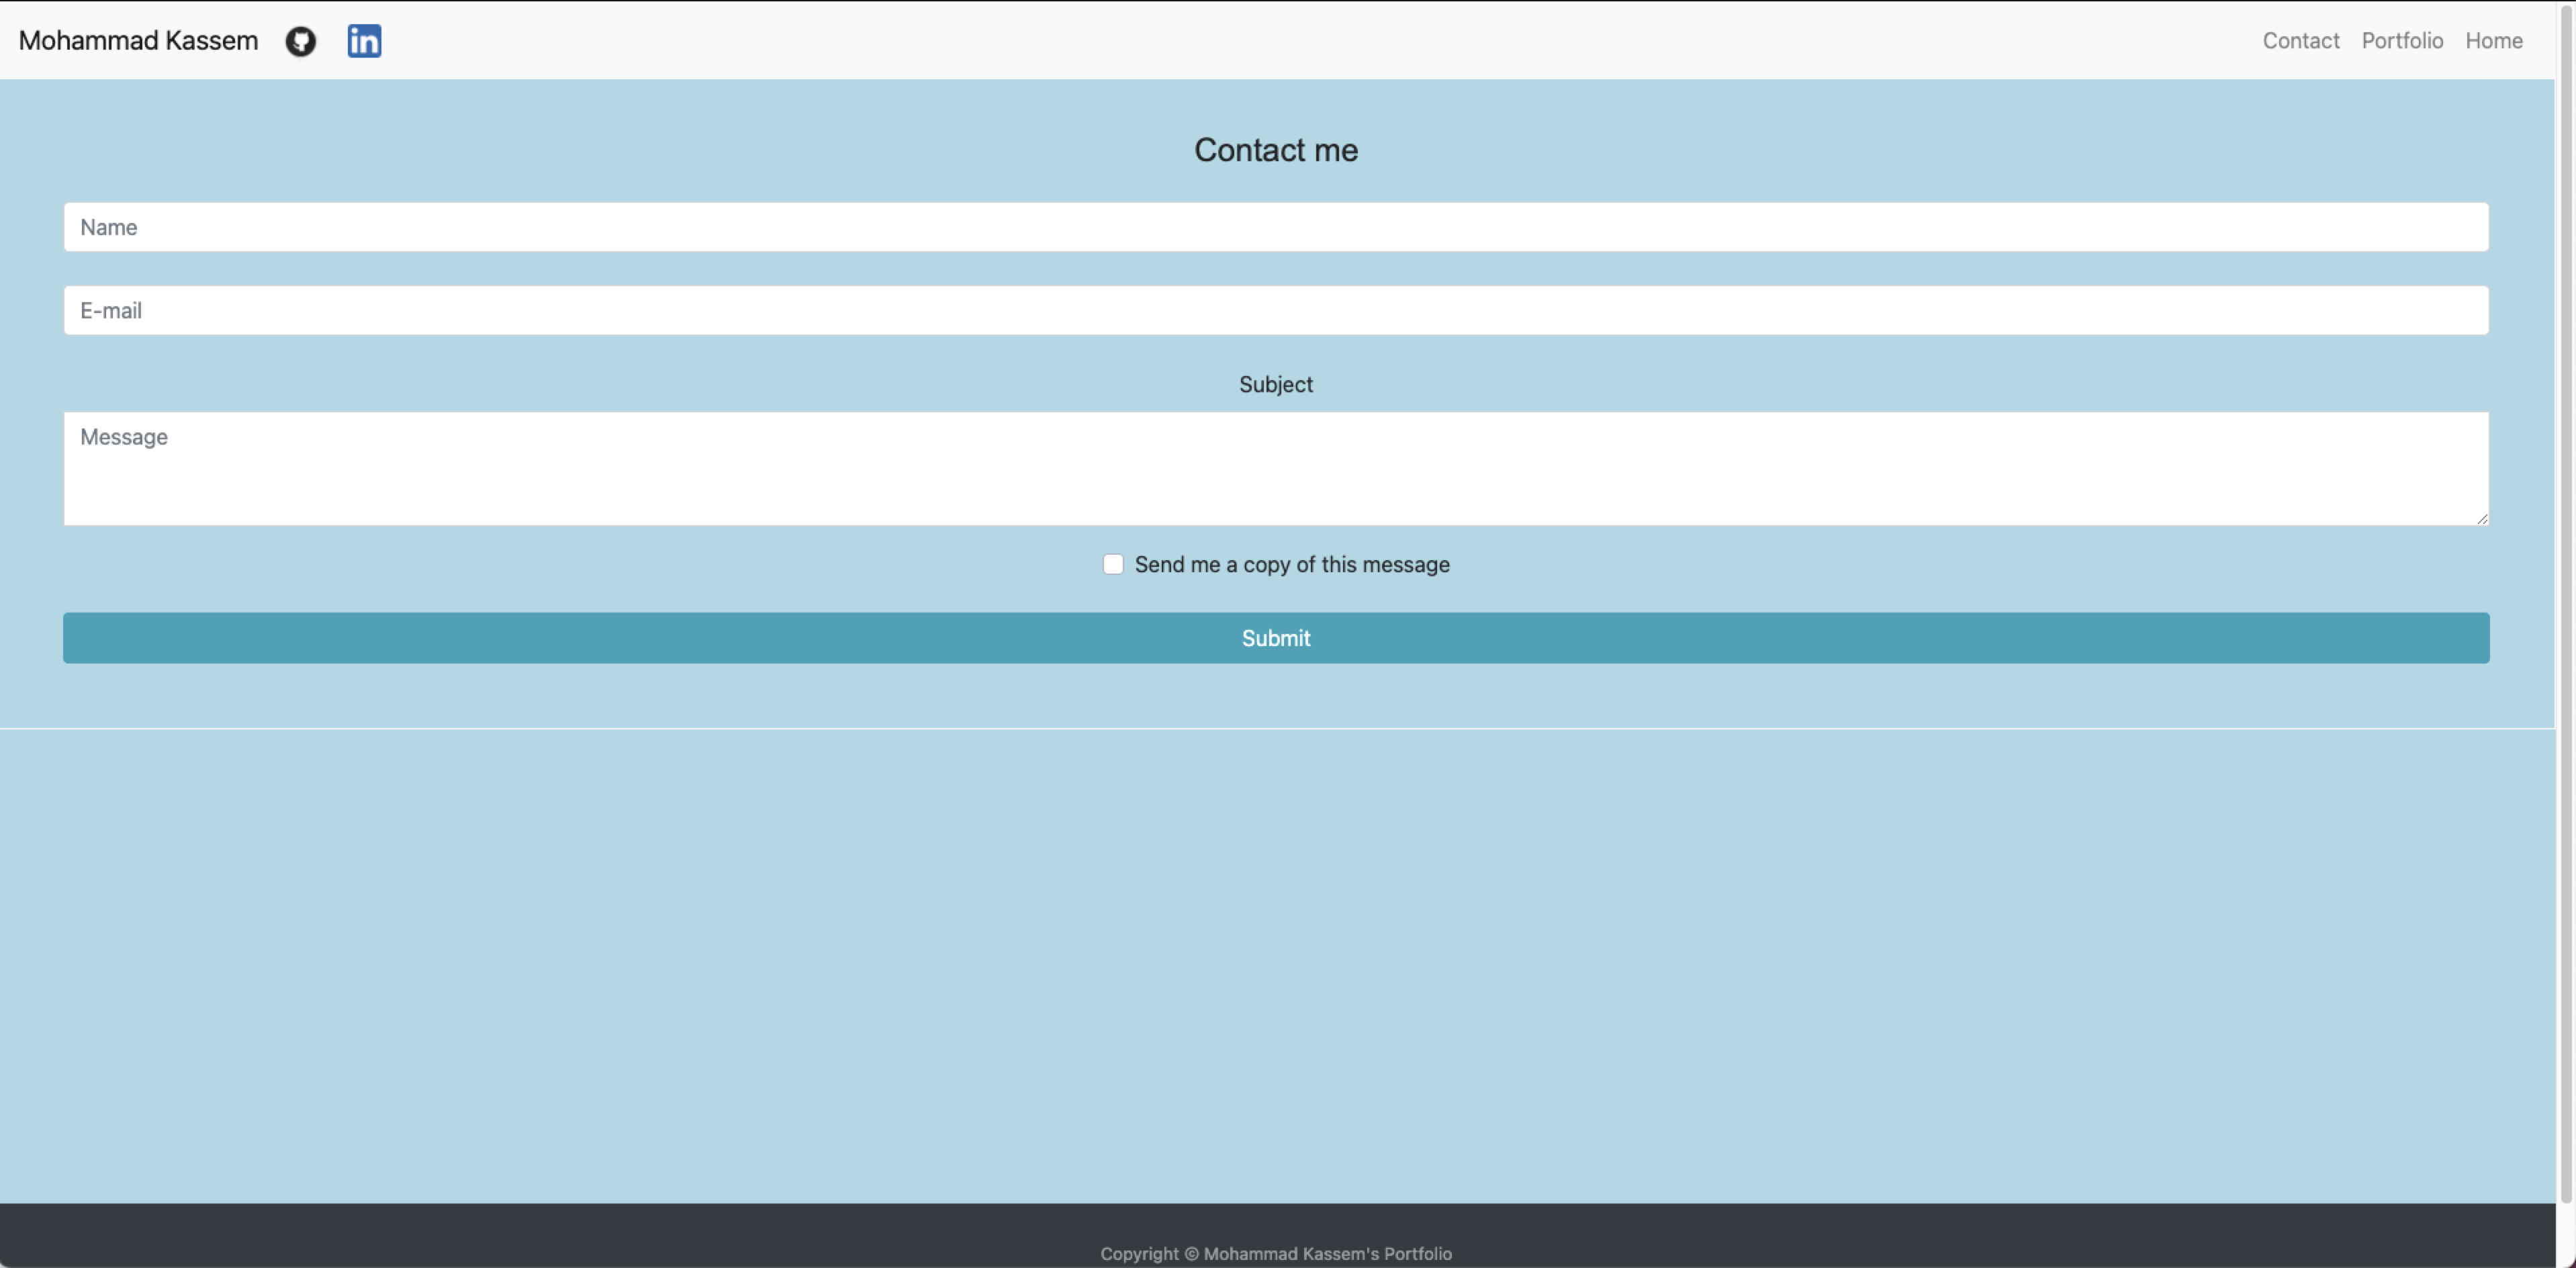 Mohammad Kassem in Contact Portfolio Home
Contact me
Name
E-mail
Subject
Message
Send me a copy of this message
Submit
Copyright © Mohammad Kassem's Portfolio